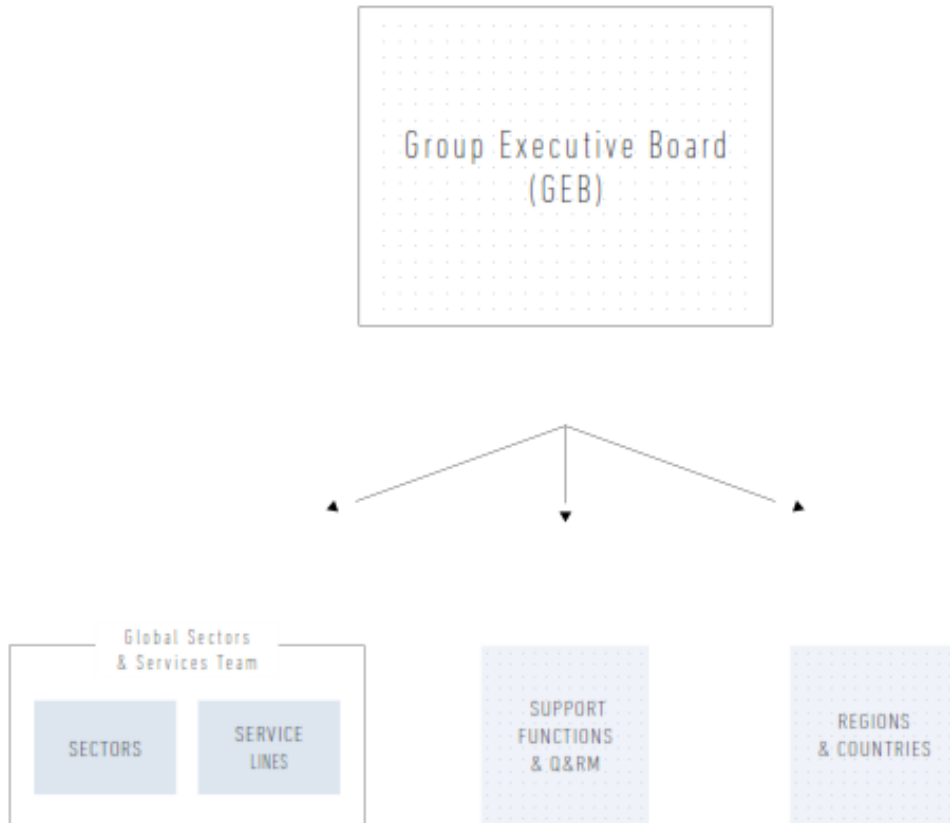 Group Executive Board
(GEB)
Global Sectors
& Services Team
SECTORS
SERVICE
LINES
SUPPORT
FUNCTIONS
& Q&RM
REGIONS
& COUNTRIES